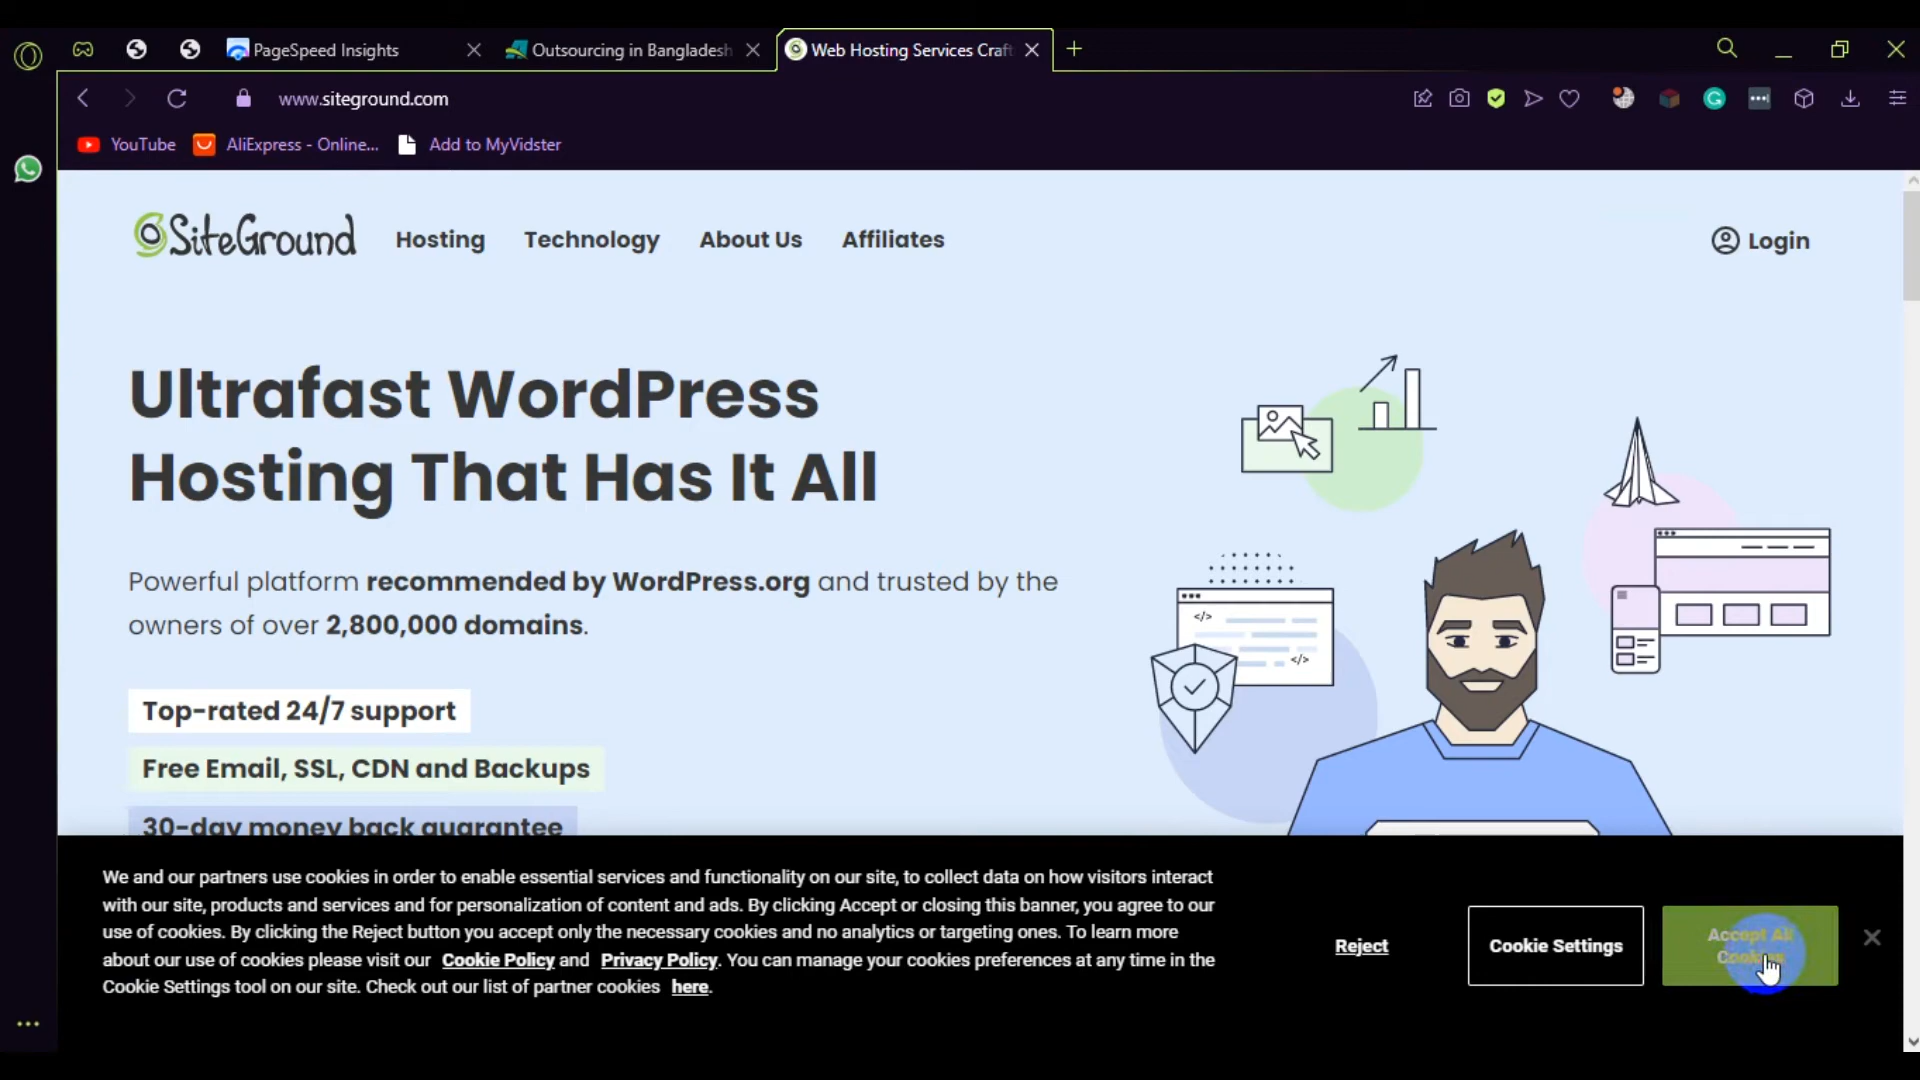 PageSpeed Insights
Outsourcing in Bangladesh
Web Hosting Services Craft
www.siteground.com
YouTube
AliExpress - Online...
Add to MyVidster
SiteGround
Hosting
Technology
About Us
Affiliates
Login
Ultrafast WordPress
Hosting That Has It All
Powerful platform recommended by WordPress.org and trusted by the
owners of over 2,800,000 domains.
Top-rated 24/7 support
Free Email, SSL, CDN and Backups
30-day money back guarantee
We and our partners use cookies in order to enable essential services and functionality on our site, to collect data on how visitors interact
with our site, products and services and for personalization of content and ads. By clicking Accept or closing this banner, you agree to our
use of cookies. By clicking the Reject button you accept only the necessary cookies and no analytics or targeting ones. To learn more
about our use of cookies please visit our Cookie Policy and Privacy Policy. You can manage your cookies preferences at any time in the
Cookie Settings tool on our site. Check out our list of partner cookies here.
Reject
Cookie Settings
Accept All
Cookies